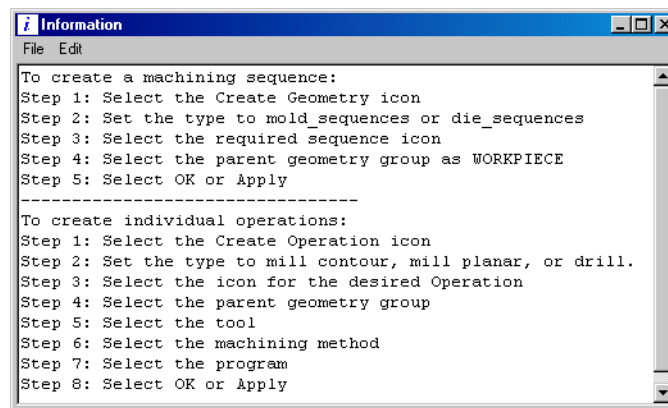 i Information
File Edit
To create a machining sequence:
Step 1: Select the Create Geometry icon
Step 2: Set the type to mold_sequences or die_sequences
Step 3: Select the required sequence icon
Step 4: Select the parent geometry group as WORKPIECE
Step 5: Select OK or Apply
---------------------------------
To create individual operations:
Step 1: Select the Create Operation icon
Step 2: Set the type to mill contour, mill planar, or drill.
Step 3: Select the icon for the desired Operation
Step 4: Select the parent geometry group
Step 5: Select the tool
Step 6: Select the machining method
Step 7: Select the program
Step 8: Select OK or Apply